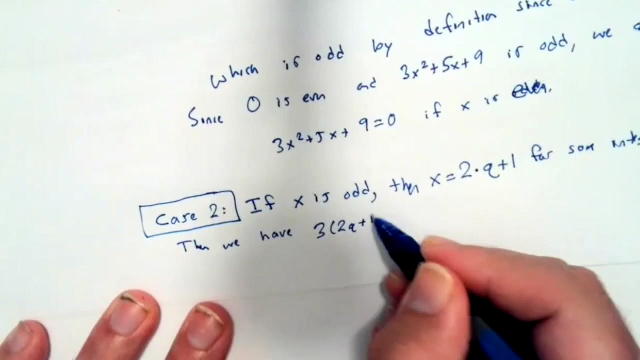 which is odd by definition since
Since 0 is even and 3x²+5x+9 is odd, we
3x²+5x+9=0 if x is
Case 2: If x is odd, then x=2·q+1 for some
Then we have 3(2q+1